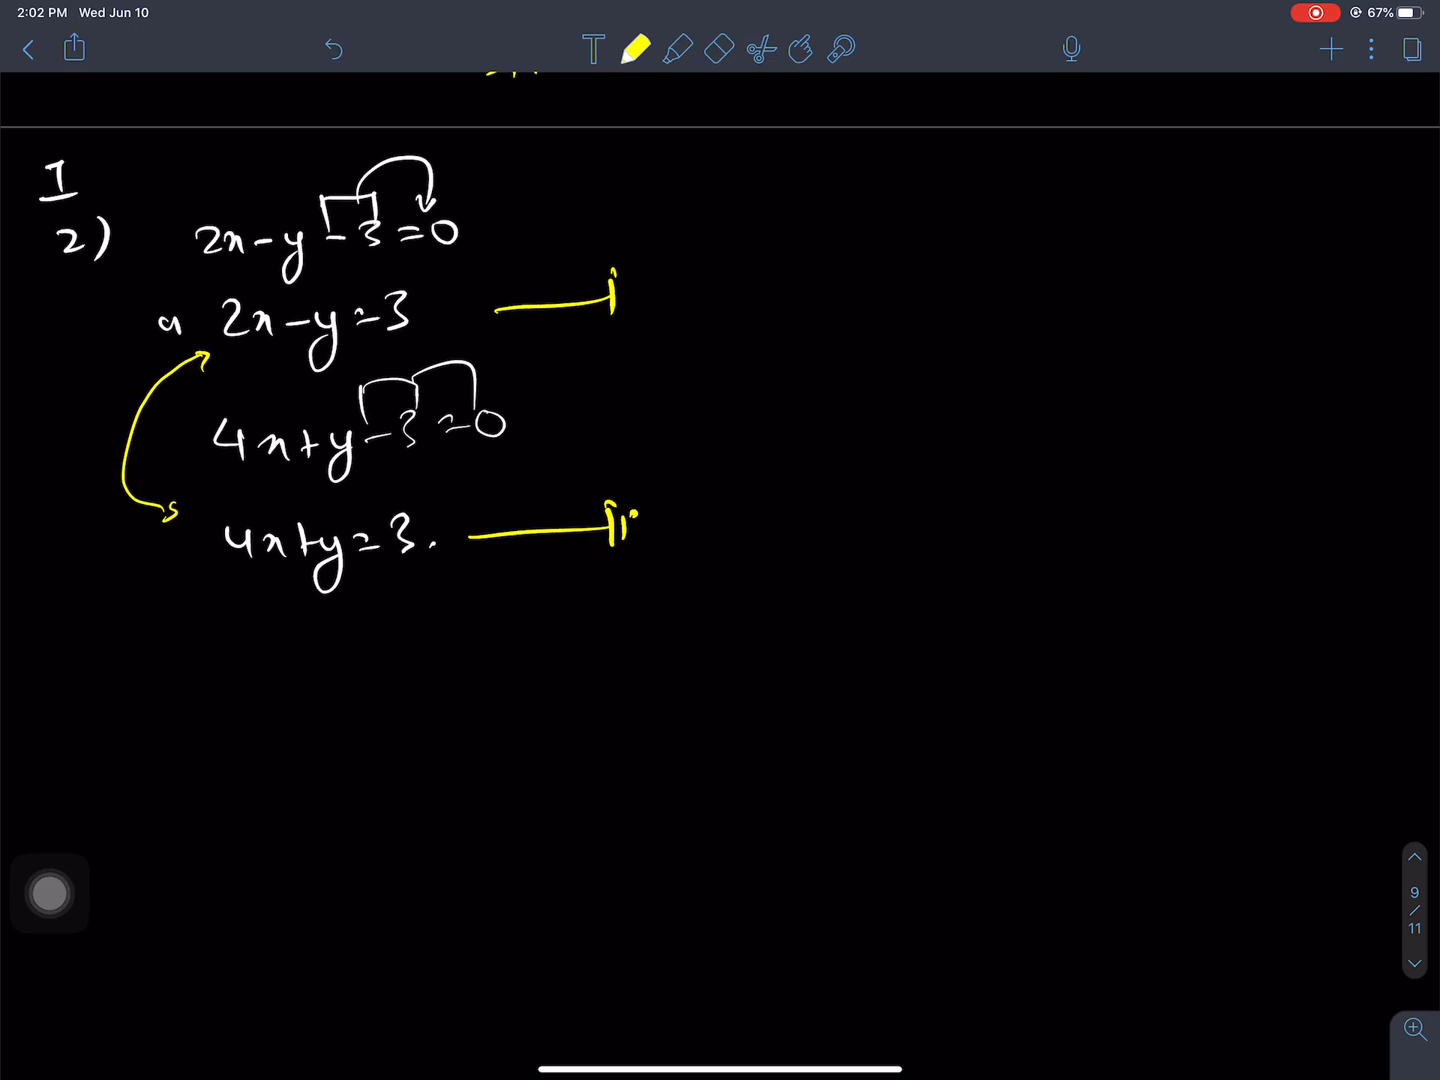 2:02 PM Wed Jun 10
67%
I
2) 2x-y-3=0
a 2x-y=3 i
4x+y-3=0
4x+y=3. ii
9
/
11